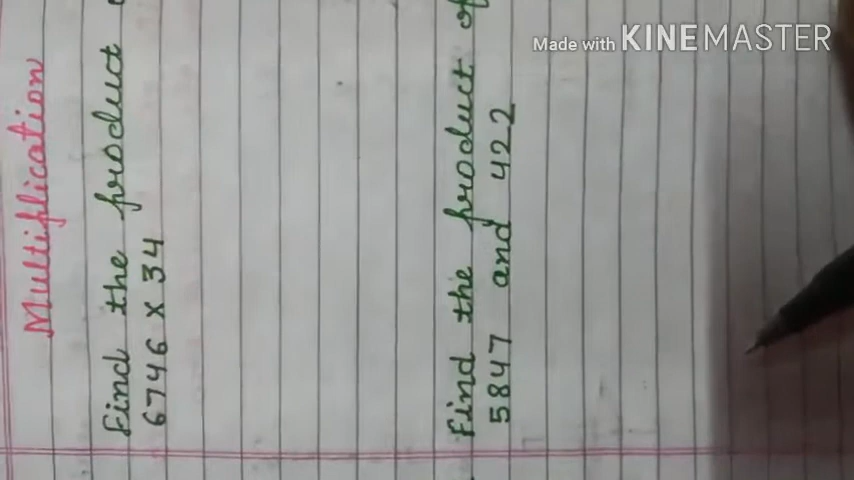 Multiplication
Find the product
6746 x 34
Find the product of
5847 and 422
Made with KINEMASTER